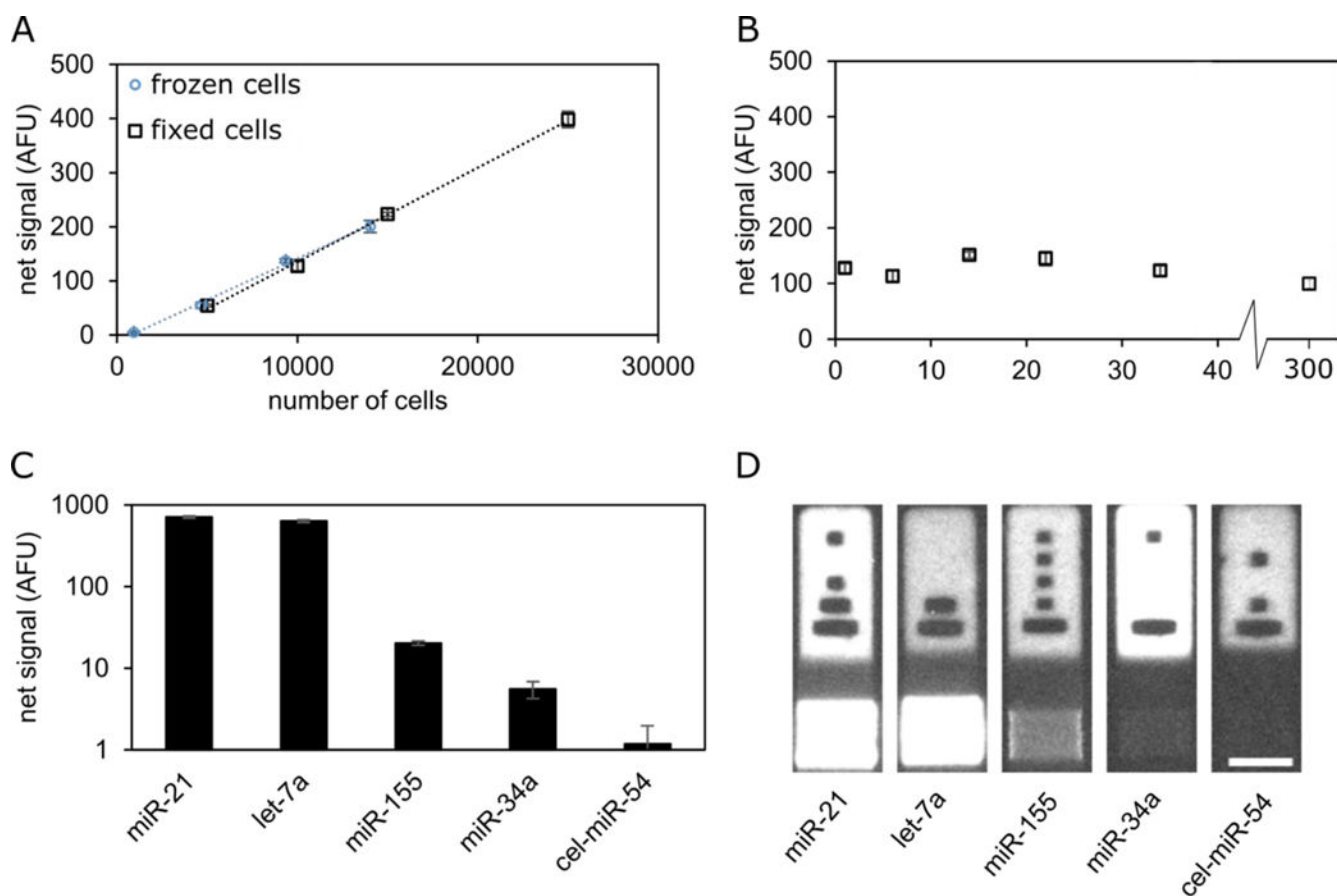 A
500
400
300
200
100
0
net signal (AFU)
frozen cells
fixed cells
0 10000 20000 30000
number of cells
B
500
400
300
200
100
0
net signal (AFU)
0 10 20 30 40 300
C
1000
100
10
1
net signal (AFU)
miR-21
let-7a
miR-155
miR-34a
cel-miR-54
D
miR-21
let-7a
miR-155
miR-34a
cel-miR-54